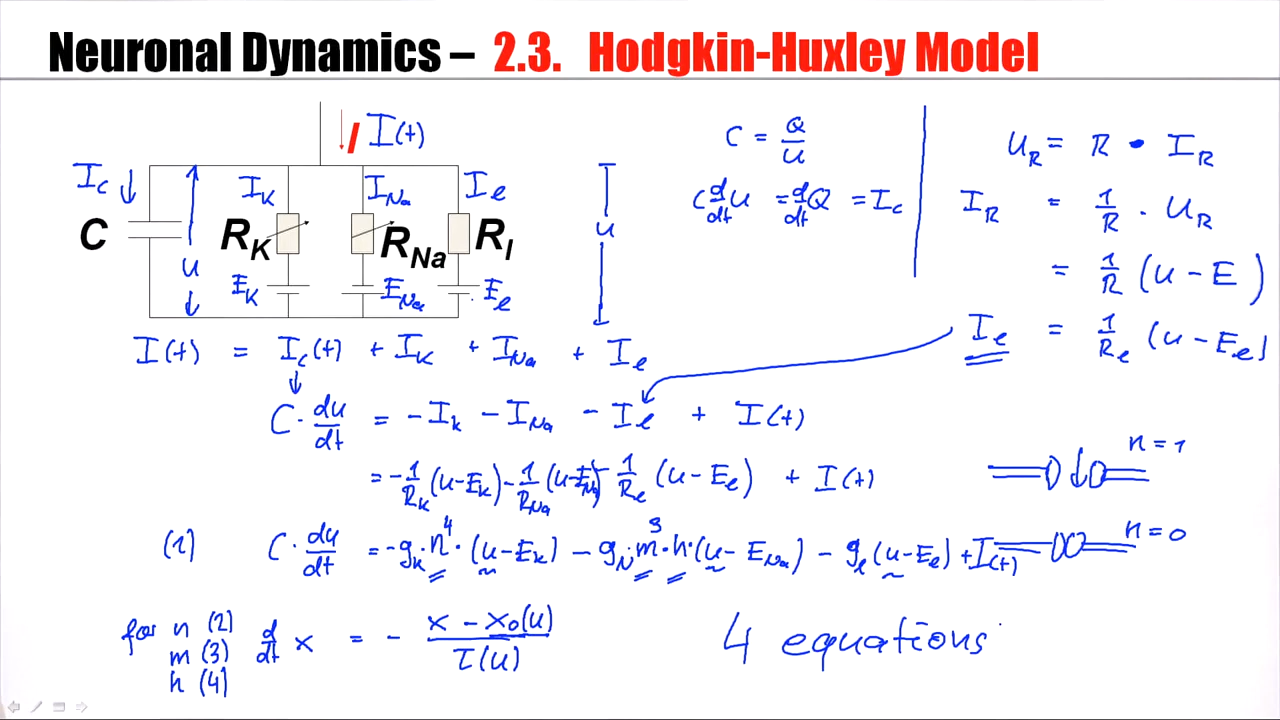 Neuronal Dynamics – 2.3. Hodgkin-Huxley Model
I(t)
I_c I_K I_Na I_e
C R_K R_Na R_l
u
E_K E_Na E_e
u
C = Q/u
C d/dt u = d/dt Q = I_c
U_R = R • I_R
I_R = 1/R · U_R
= 1/R (u - E)
I_e = 1/R_e (u - E_e)
I(t) = I_c(t) + I_K + I_Na + I_e
C · du/dt = - I_k - I_Na - I_e + I(t)
= - 1/R_k (u - E_k) - 1/R_Na (u - E_Na) - 1/R_e (u - E_e) + I(t)
n = 1
(1) C · du/dt = - g_k · n^4 · (u - E_k) - g_N · m^3 · h · (u - E_Na) - g_e (u - E_e) + I(t)
n = 0
for n (2)
m (3)
h (4)
d/dt x = - (x - x_0(u)) / τ(u)
4 equations